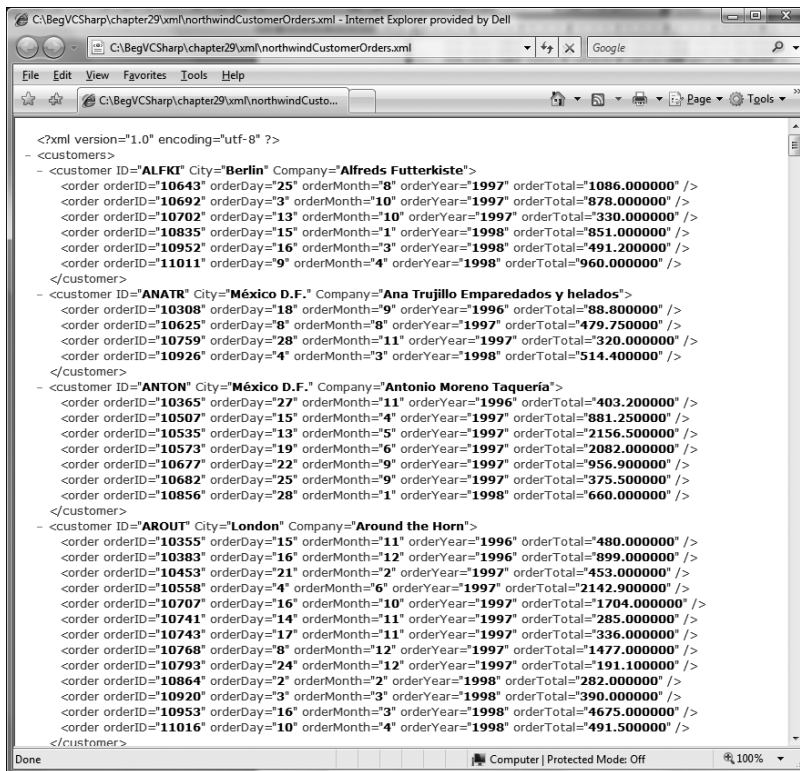 C:\BegVCSharp\chapter29\xml\northwindCustomerOrders.xml - Internet Explorer provided by Dell
C:\BegVCSharp\chapter29\xml\northwindCustomerOrders.xml
Google
File Edit View Favorites Tools Help
C:\BegVCSharp\chapter29\xml\northwindCusto...
Page Tools
<?xml version="1.0" encoding="utf-8" ?>
- <customers>
- <customer ID="ALFKI" City="Berlin" Company="Alfreds Futterkiste">
<order orderID="10643" orderDay="25" orderMonth="8" orderYear="1997" orderTotal="1086.000000" />
<order orderID="10692" orderDay="3" orderMonth="10" orderYear="1997" orderTotal="878.000000" />
<order orderID="10702" orderDay="13" orderMonth="10" orderYear="1997" orderTotal="330.000000" />
<order orderID="10835" orderDay="15" orderMonth="1" orderYear="1998" orderTotal="851.000000" />
<order orderID="10952" orderDay="16" orderMonth="3" orderYear="1998" orderTotal="491.200000" />
<order orderID="11011" orderDay="9" orderMonth="4" orderYear="1998" orderTotal="960.000000" />
</customer>
- <customer ID="ANATR" City="México D.F." Company="Ana Trujillo Emparedados y helados">
<order orderID="10308" orderDay="18" orderMonth="9" orderYear="1996" orderTotal="88.800000" />
<order orderID="10625" orderDay="8" orderMonth="8" orderYear="1997" orderTotal="479.750000" />
<order orderID="10759" orderDay="28" orderMonth="11" orderYear="1997" orderTotal="320.000000" />
<order orderID="10926" orderDay="4" orderMonth="3" orderYear="1998" orderTotal="514.400000" />
</customer>
- <customer ID="ANTON" City="México D.F." Company="Antonio Moreno Taquería">
<order orderID="10365" orderDay="27" orderMonth="11" orderYear="1996" orderTotal="403.200000" />
<order orderID="10507" orderDay="15" orderMonth="4" orderYear="1997" orderTotal="881.250000" />
<order orderID="10535" orderDay="13" orderMonth="5" orderYear="1997" orderTotal="2156.500000" />
<order orderID="10573" orderDay="19" orderMonth="6" orderYear="1997" orderTotal="2082.000000" />
<order orderID="10677" orderDay="22" orderMonth="9" orderYear="1997" orderTotal="956.900000" />
<order orderID="10682" orderDay="25" orderMonth="9" orderYear="1997" orderTotal="375.500000" />
<order orderID="10856" orderDay="28" orderMonth="1" orderYear="1998" orderTotal="660.000000" />
</customer>
- <customer ID="AROUT" City="London" Company="Around the Horn">
<order orderID="10355" orderDay="15" orderMonth="11" orderYear="1996" orderTotal="480.000000" />
<order orderID="10383" orderDay="16" orderMonth="12" orderYear="1996" orderTotal="899.000000" />
<order orderID="10453" orderDay="21" orderMonth="2" orderYear="1997" orderTotal="453.000000" />
<order orderID="10558" orderDay="4" orderMonth="6" orderYear="1997" orderTotal="2142.900000" />
<order orderID="10707" orderDay="16" orderMonth="10" orderYear="1997" orderTotal="1704.000000" />
<order orderID="10741" orderDay="14" orderMonth="11" orderYear="1997" orderTotal="285.000000" />
<order orderID="10743" orderDay="17" orderMonth="11" orderYear="1997" orderTotal="336.000000" />
<order orderID="10768" orderDay="8" orderMonth="12" orderYear="1997" orderTotal="1477.000000" />
<order orderID="10793" orderDay="24" orderMonth="12" orderYear="1997" orderTotal="191.100000" />
<order orderID="10864" orderDay="2" orderMonth="2" orderYear="1998" orderTotal="282.000000" />
<order orderID="10920" orderDay="3" orderMonth="3" orderYear="1998" orderTotal="390.000000" />
<order orderID="10953" orderDay="16" orderMonth="3" orderYear="1998" orderTotal="4675.000000" />
<order orderID="11016" orderDay="10" orderMonth="4" orderYear="1998" orderTotal="491.500000" />
</customer>
Done Computer | Protected Mode: Off 100%